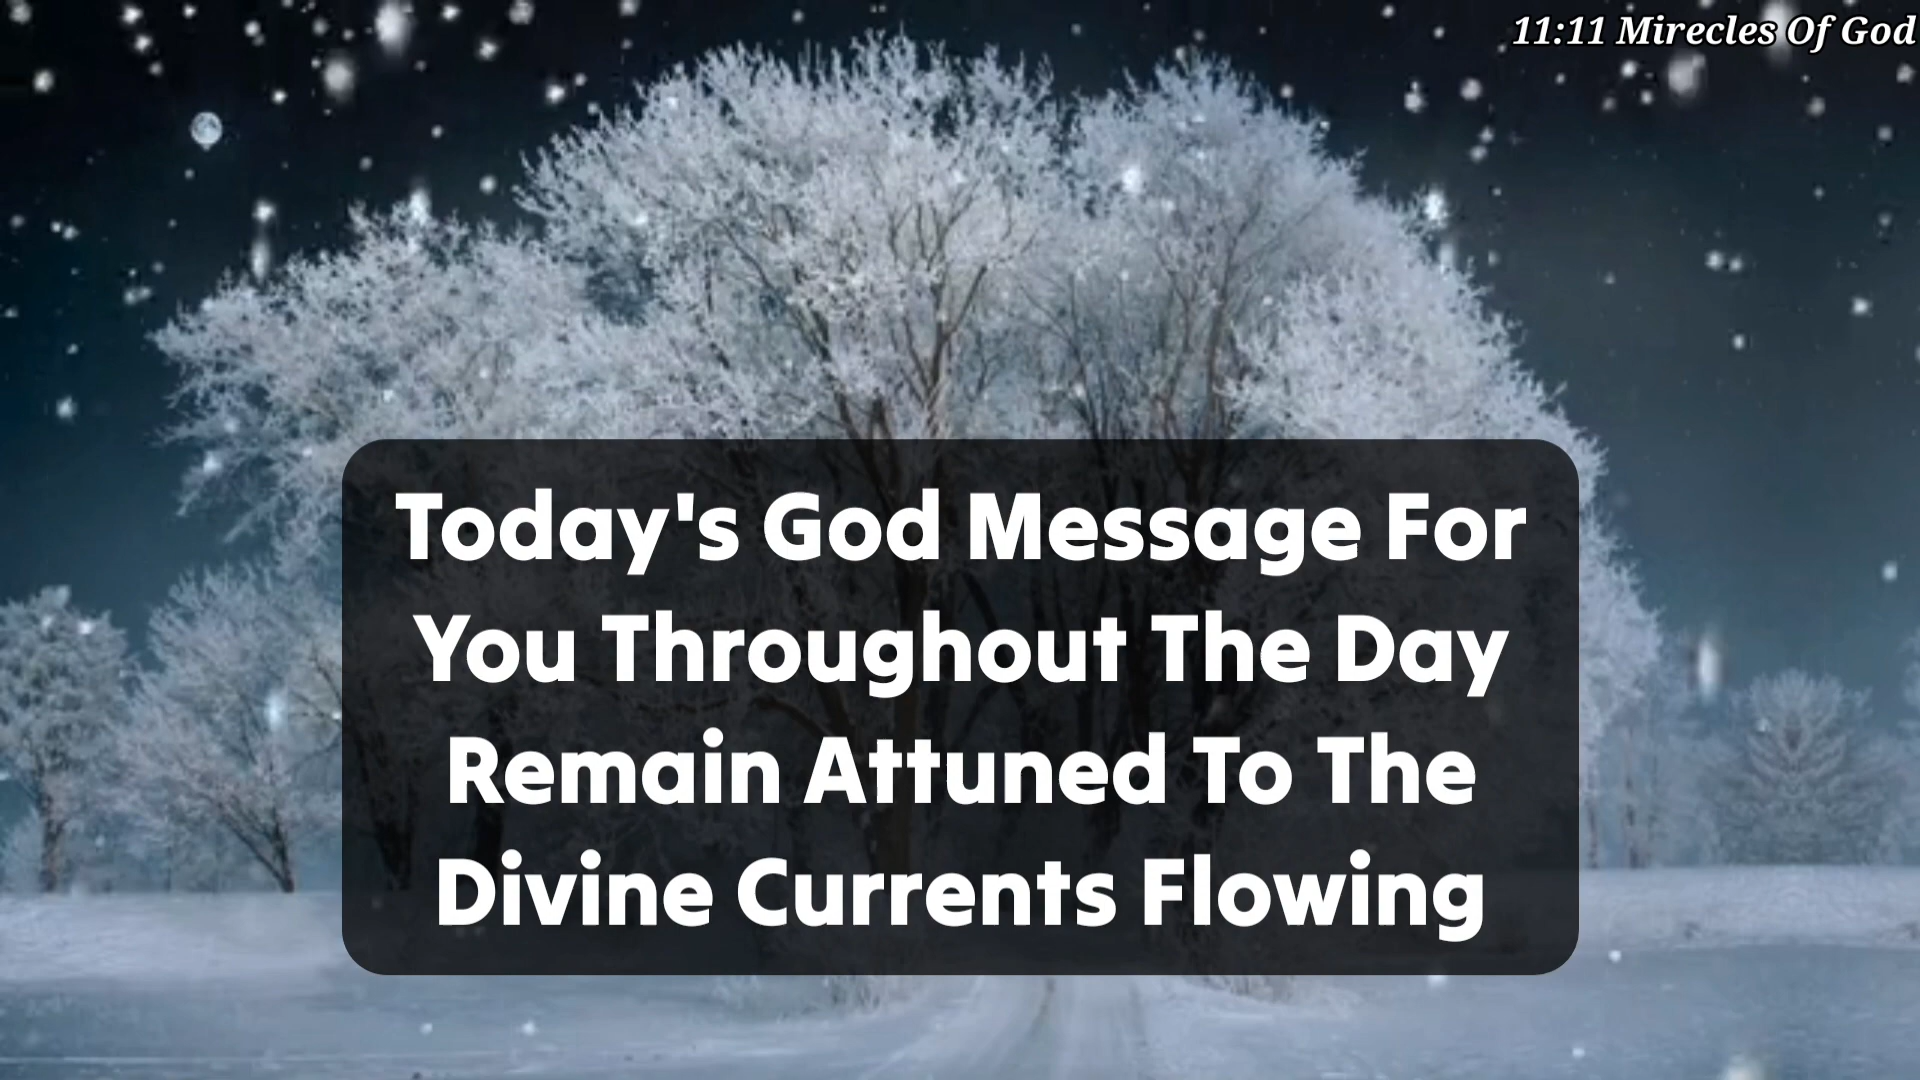 11:11 Mirecles Of God
Today's God Message For
You Throughout The Day
Remain Attuned To The
Divine Currents Flowing